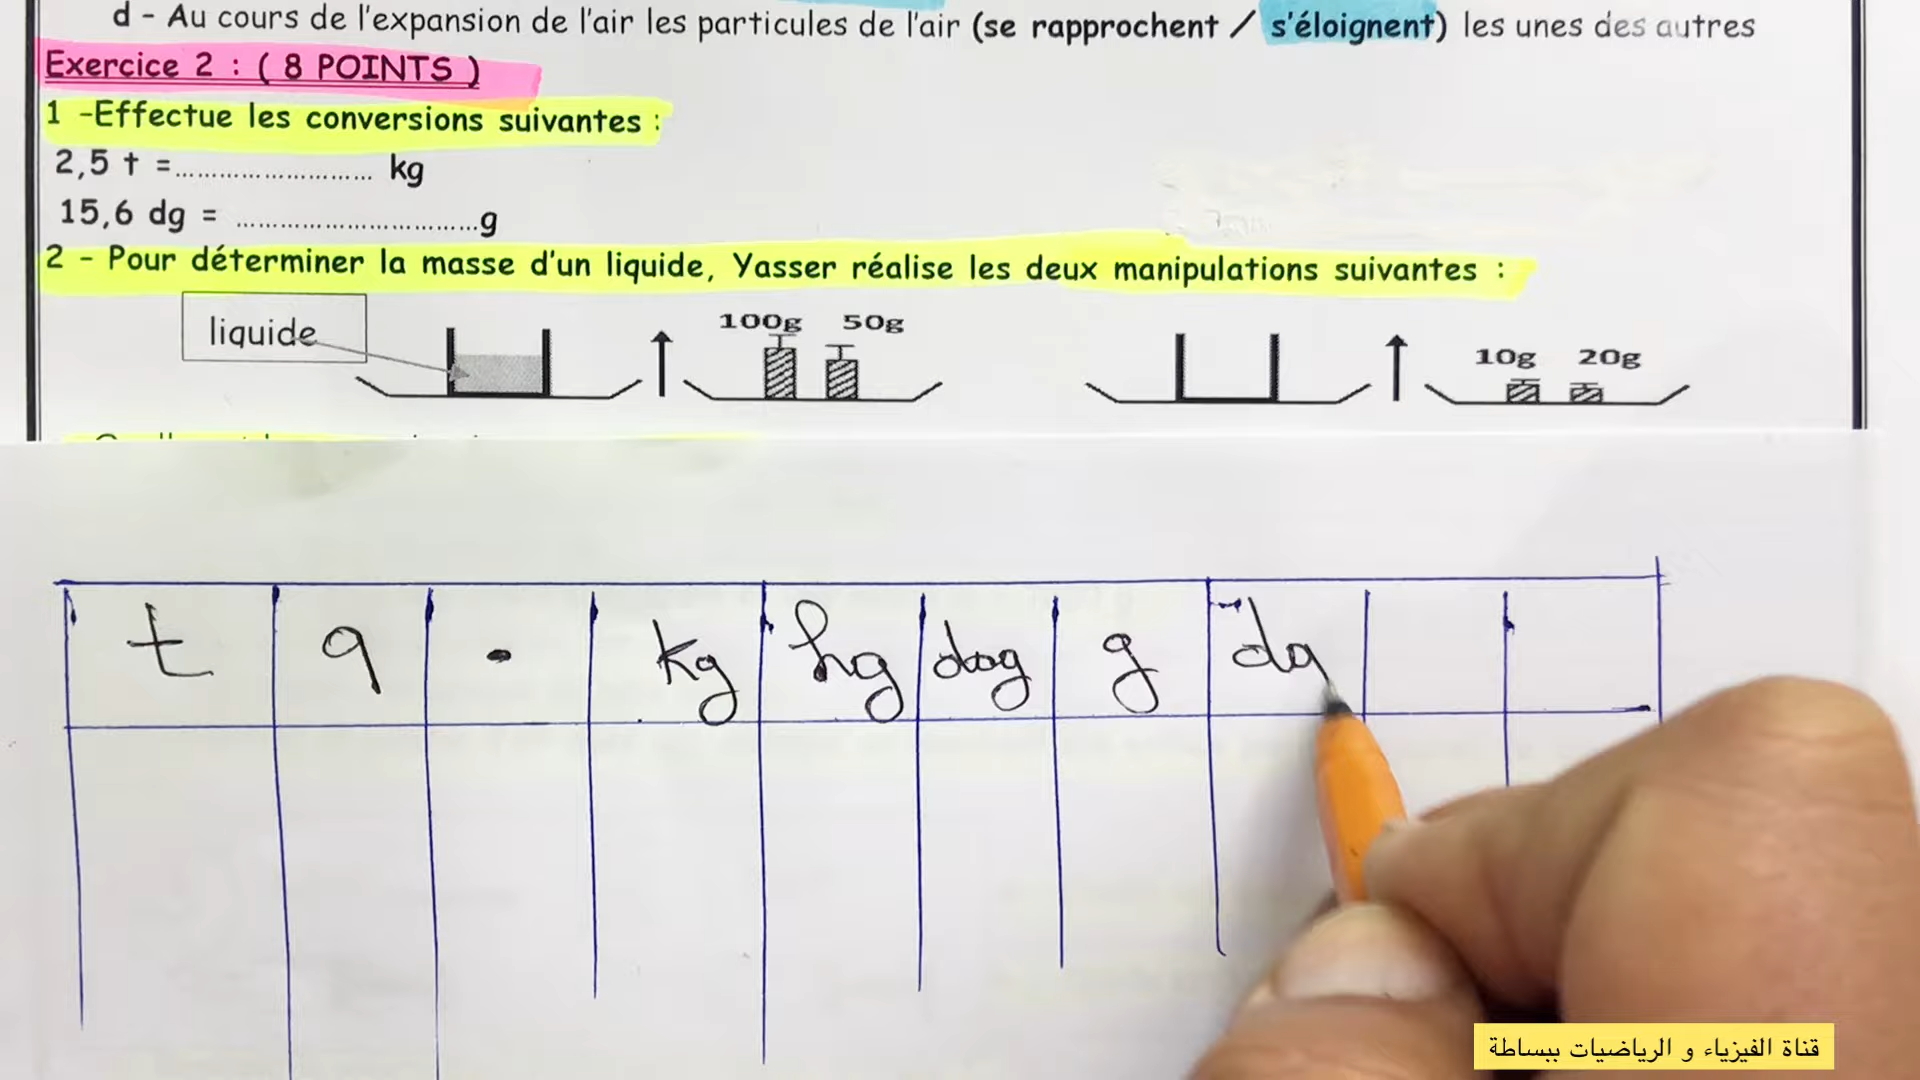 d - Au cours de l'expansion de l'air les particules de l'air (se rapprochent / s'éloignent) les unes des autres
Exercice 2 : ( 8 POINTS )
1 -Effectue les conversions suivantes :
2,5 t =........................ kg
15,6 dg = .................................g
2 - Pour déterminer la masse d'un liquide, Yasser réalise les deux manipulations suivantes :
liquide
100g 50g
10g 20g
t q . kg hg dag g dg
قناة الفيزياء و الرياضيات ببساطة